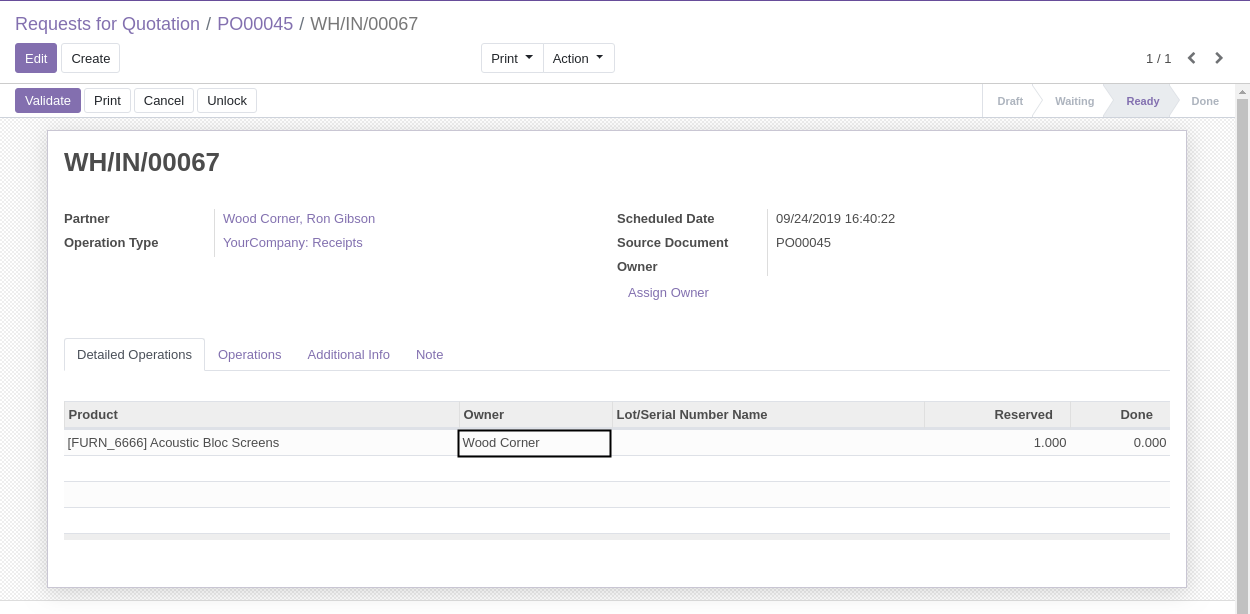 Requests for Quotation / PO00045 / WH/IN/00067
Edit Create Print Action 1 / 1
Validate Print Cancel Unlock Draft Waiting Ready Done
WH/IN/00067
Partner Wood Corner, Ron Gibson Scheduled Date 09/24/2019 16:40:22
Operation Type YourCompany: Receipts Source Document PO00045
Owner
Assign Owner
Detailed Operations Operations Additional Info Note
Product Owner Lot/Serial Number Name Reserved Done
[FURN_6666] Acoustic Bloc Screens Wood Corner 1.000 0.000